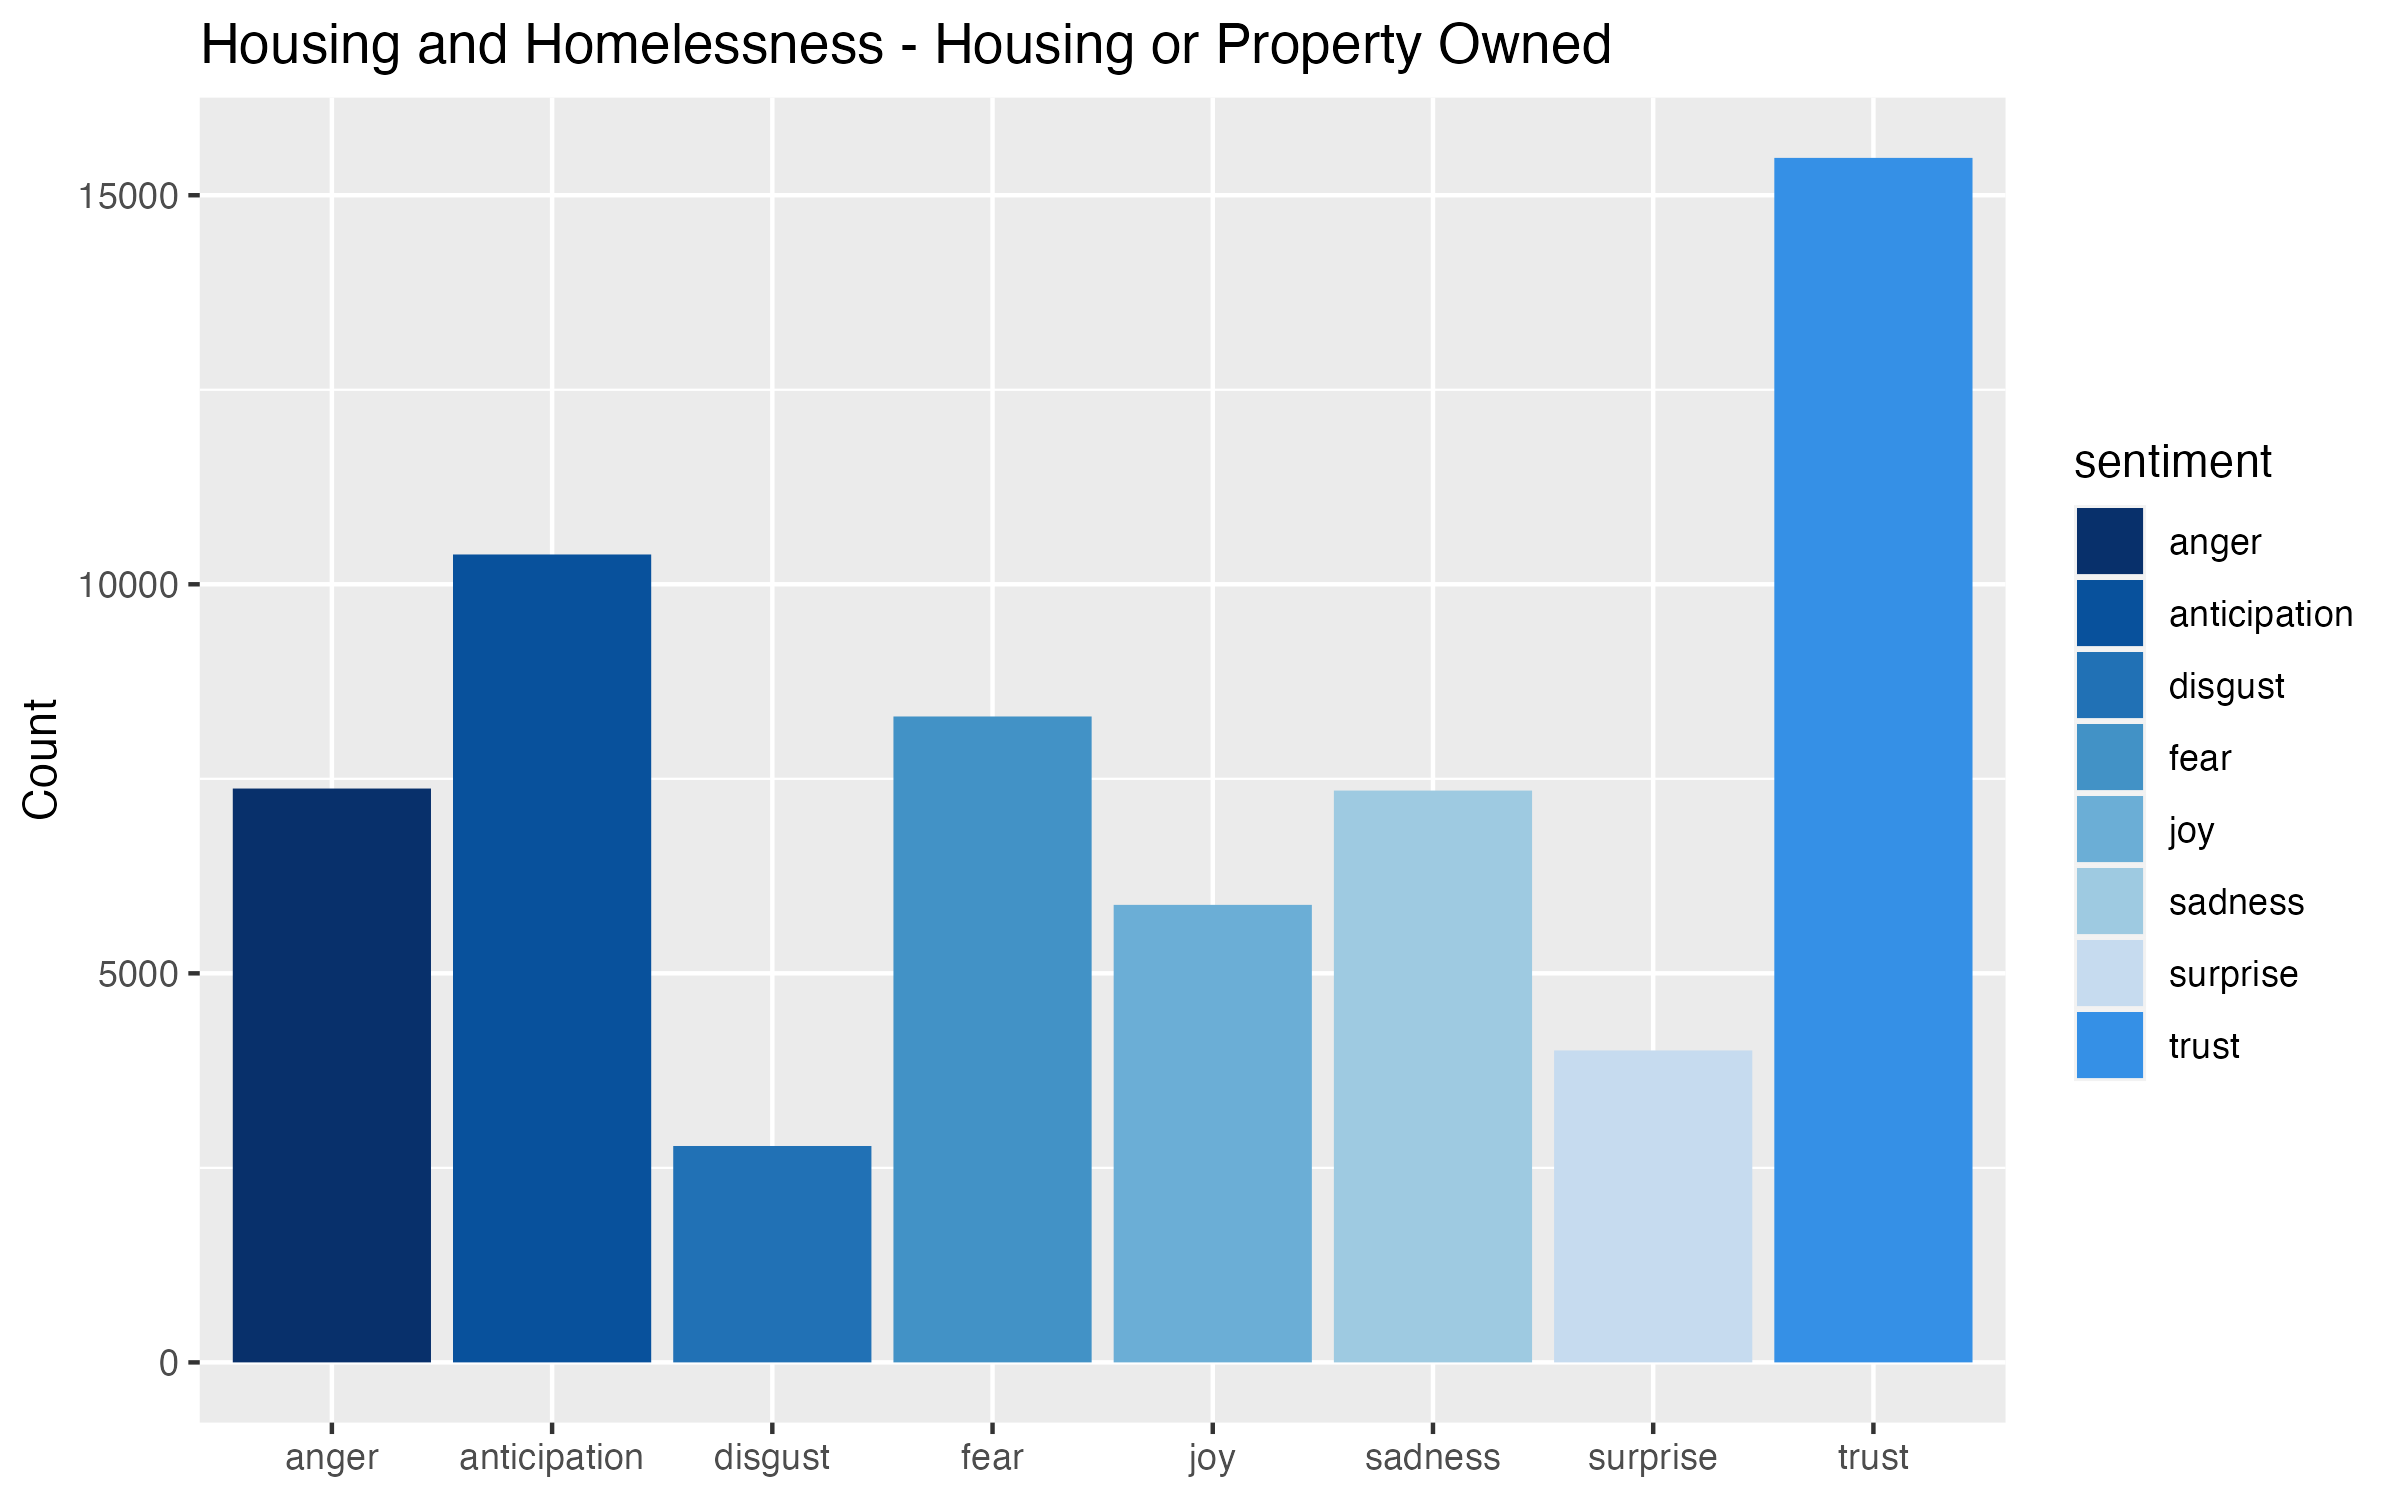 Housing and Homelessness - Housing or Property Owned
Count
15000
10000
5000
0
anger anticipation disgust fear joy sadness surprise trust
sentiment
anger
anticipation
disgust
fear
joy
sadness
surprise
trust